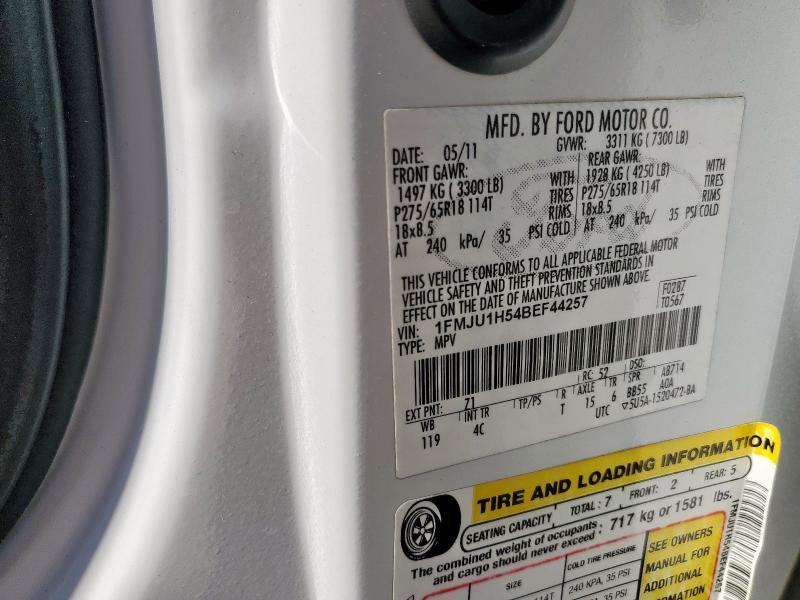 MFD. BY FORD MOTOR CO.
DATE: 05/11 GVWR: 3311 KG ( 7300 LB)
FRONT GAWR: REAR GAWR:
1497 KG ( 3300 LB) WITH 1928 KG ( 4250 LB) WITH
P275/65R18 114T TIRES P275/65R18 114T TIRES
18x8.5 RIMS 18x8.5 RIMS
AT 240 kPa/ 35 PSI COLD AT 240 kPa/ 35 PSI COLD
THIS VEHICLE CONFORMS TO ALL APPLICABLE FEDERAL MOTOR
VEHICLE SAFETY AND THEFT PREVENTION STANDARDS IN
EFFECT ON THE DATE OF MANUFACTURE SHOWN ABOVE.
F0287
T0567
VIN: 1FMJU1H54BEF44257
TYPE: MPV
EXT PNT: 71 RC: 52 DSO:
WB INT TR TP/PS R AXLE TR SPR AB714
119 4C T 15 6 BB55 AOA
UTC ▽5U5A-1520472-BA
TIRE AND LOADING INFORMATION
SEATING CAPACITY TOTAL : 7 FRONT: 2 REAR: 5
The combined weight of occupants
and cargo should never exceed : 717 kg or 1581 lbs.
SIZE COLD TIRE PRESSURE
114T 240 KPA, 35 PSI
35 PSI
SEE OWNERS
MANUAL FOR
ADDITIONAL
INFORMATION
1FMJU1H54BEF44257